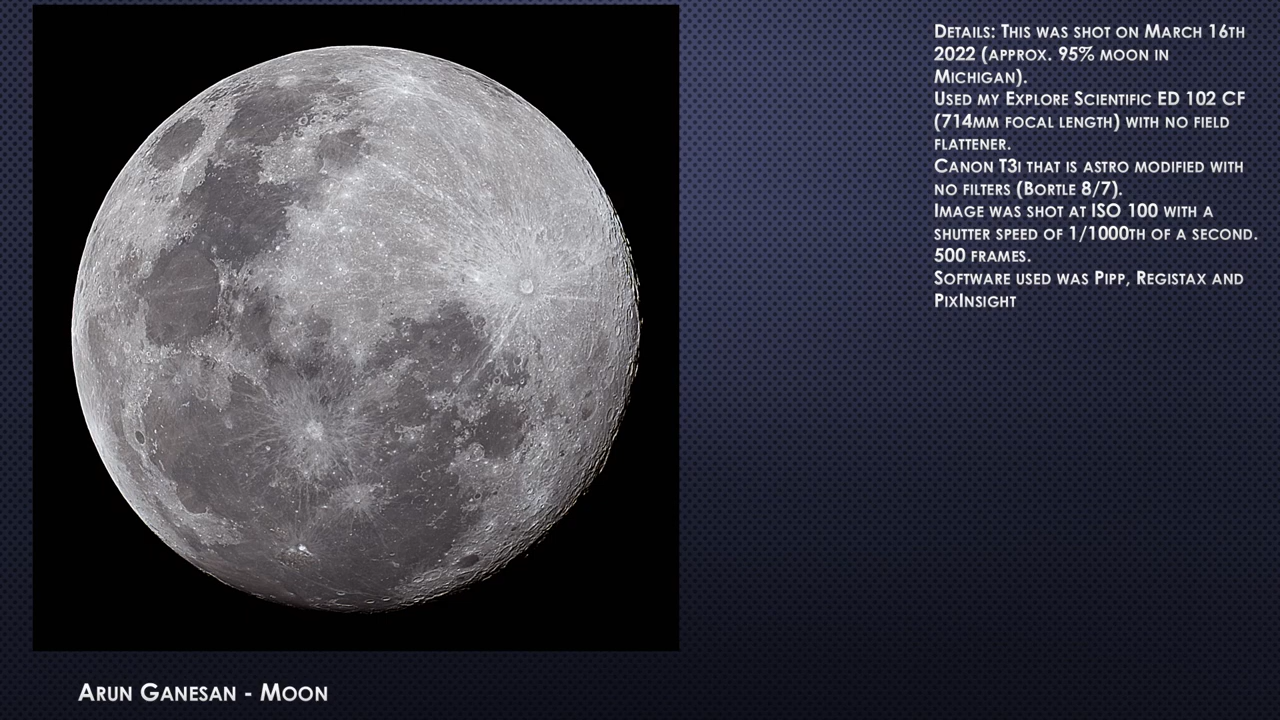 Details: This was shot on March 16th
2022 (approx. 95% moon in
Michigan).
Used my Explore Scientific ED 102 CF
(714mm focal length) with no field
flattener.
Canon T3i that is astro modified with
no filters (Bortle 8/7).
Image was shot at ISO 100 with a
shutter speed of 1/1000th of a second.
500 frames.
Software used was Pipp, Registax and
PixInsight
Arun Ganesan - Moon